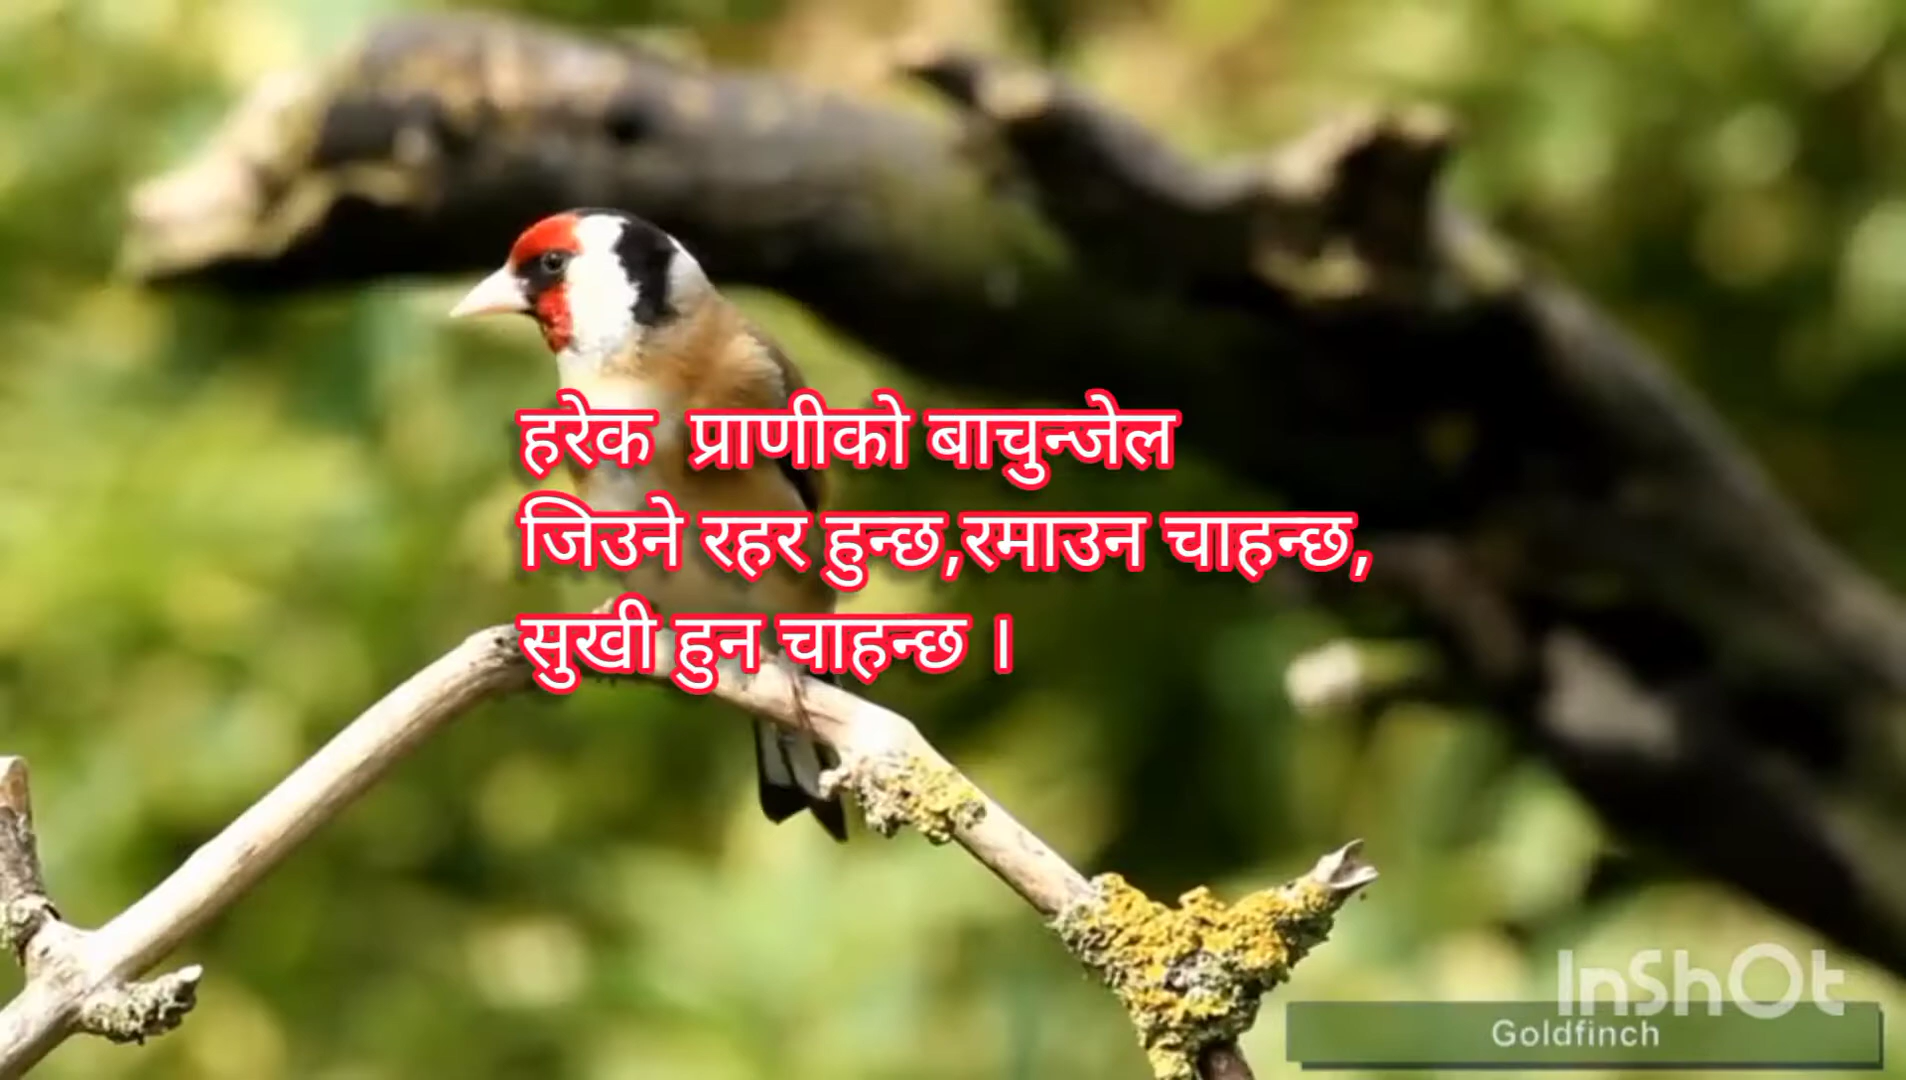 हरेक  प्राणीको बाचुन्जेल
जिउने रहर हुन्छ,रमाउन चाहन्छ,
सुखी हुन चाहन्छ ।
InShOt
Goldfinch